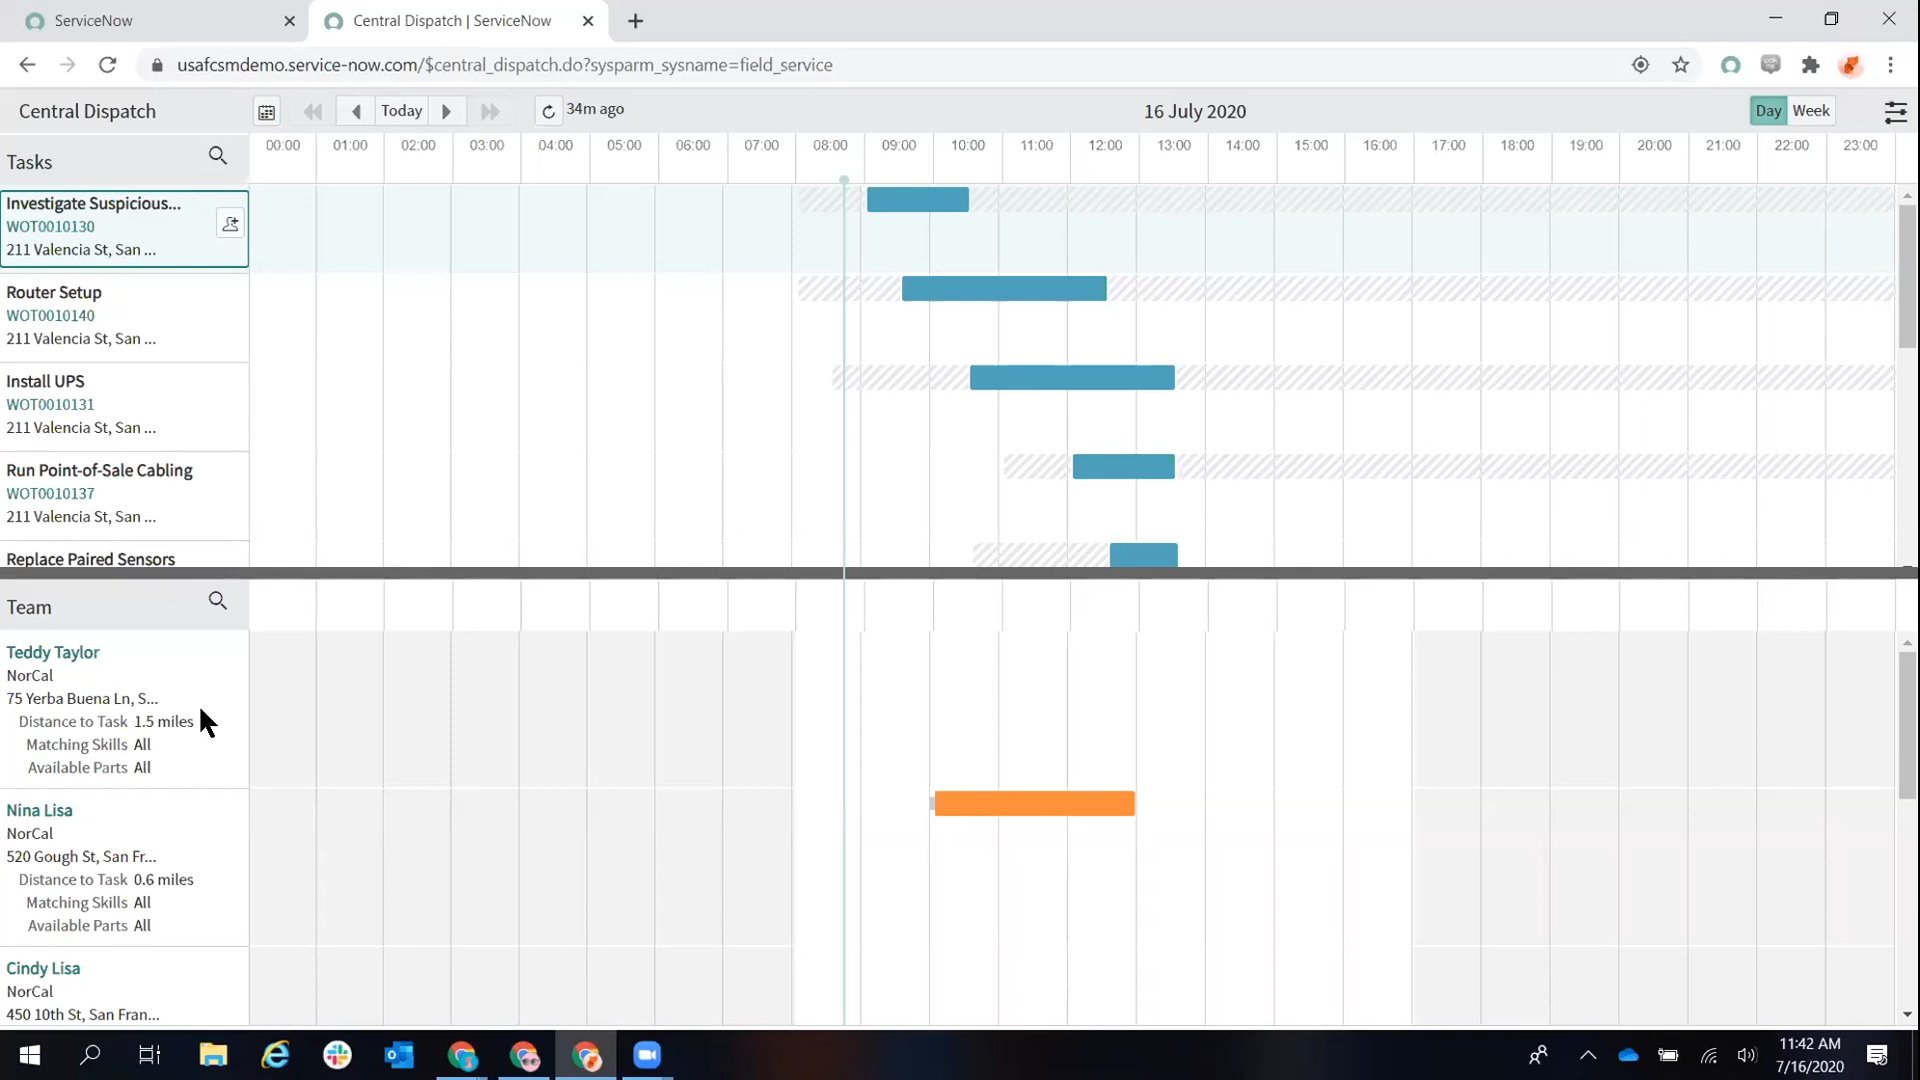 ServiceNow
Central Dispatch | ServiceNow
usafcsmdemo.service-now.com/$central_dispatch.do?sysparm_sysname=field_service
Central Dispatch
Today
34m ago
16 July 2020
Day
Week
Tasks
00:00 01:00 02:00 03:00 04:00 05:00 06:00 07:00 08:00 09:00 10:00 11:00 12:00 13:00 14:00 15:00 16:00 17:00 18:00 19:00 20:00 21:00 22:00 23:00
Investigate Suspicious...
WOT0010130
211 Valencia St, San ...
Router Setup
WOT0010140
211 Valencia St, San ...
Install UPS
WOT0010131
211 Valencia St, San ...
Run Point-of-Sale Cabling
WOT0010137
211 Valencia St, San ...
Replace Paired Sensors
Team
Teddy Taylor
NorCal
75 Yerba Buena Ln, S...
Distance to Task 1.5 miles
Matching Skills All
Available Parts All
Nina Lisa
NorCal
520 Gough St, San Fr...
Distance to Task 0.6 miles
Matching Skills All
Available Parts All
Cindy Lisa
NorCal
450 10th St, San Fran...
11:42 AM
7/16/2020